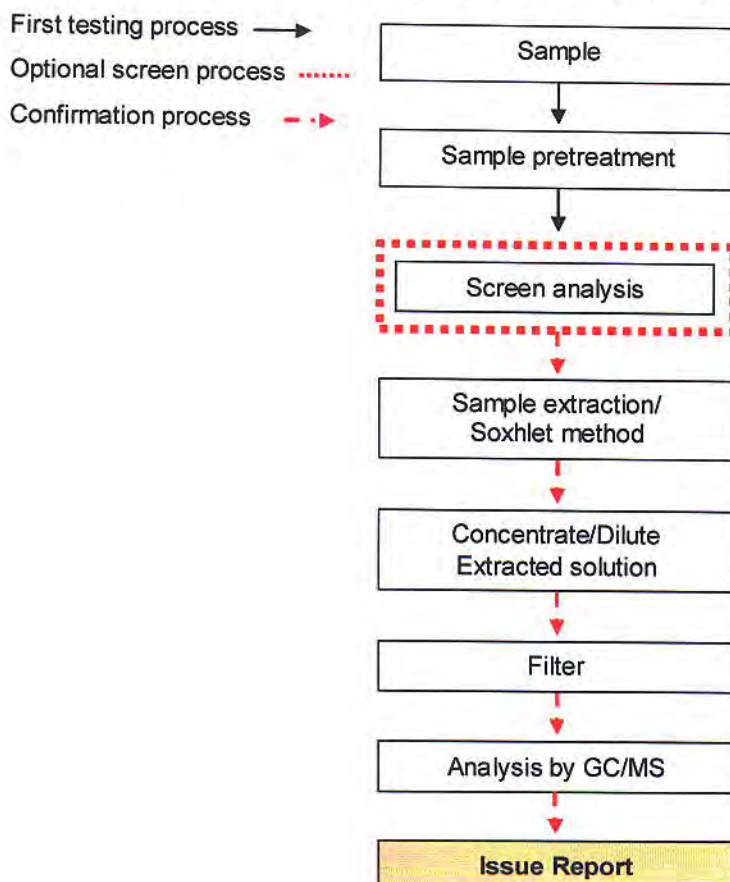 First testing process
Optional screen process
Confirmation process
Sample
Sample pretreatment
Screen analysis
Sample extraction/
Soxhlet method
Concentrate/Dilute
Extracted solution
Filter
Analysis by GC/MS
Issue Report